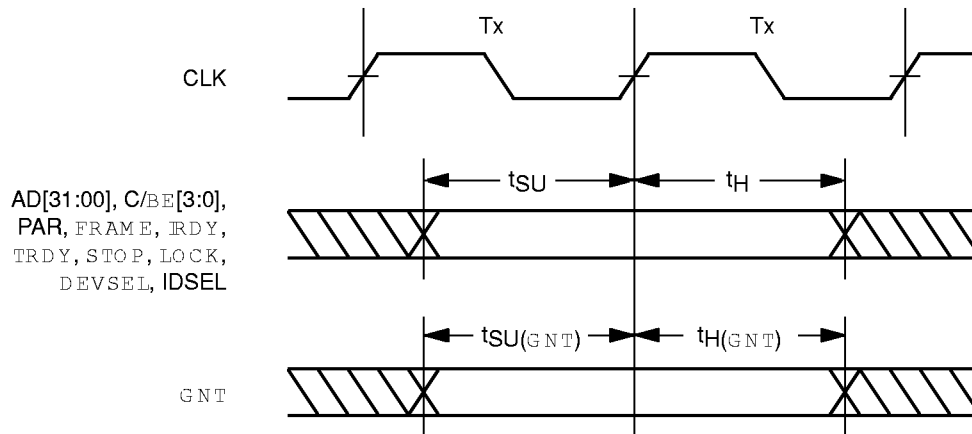 Tx Tx
CLK
tSU tH
AD[31:00], C/BE[3:0],
PAR, FRAME, IRDY,
TRDY, STOP, LOCK,
DEVSEL, IDSEL
tSU(GNT) tH(GNT)
GNT